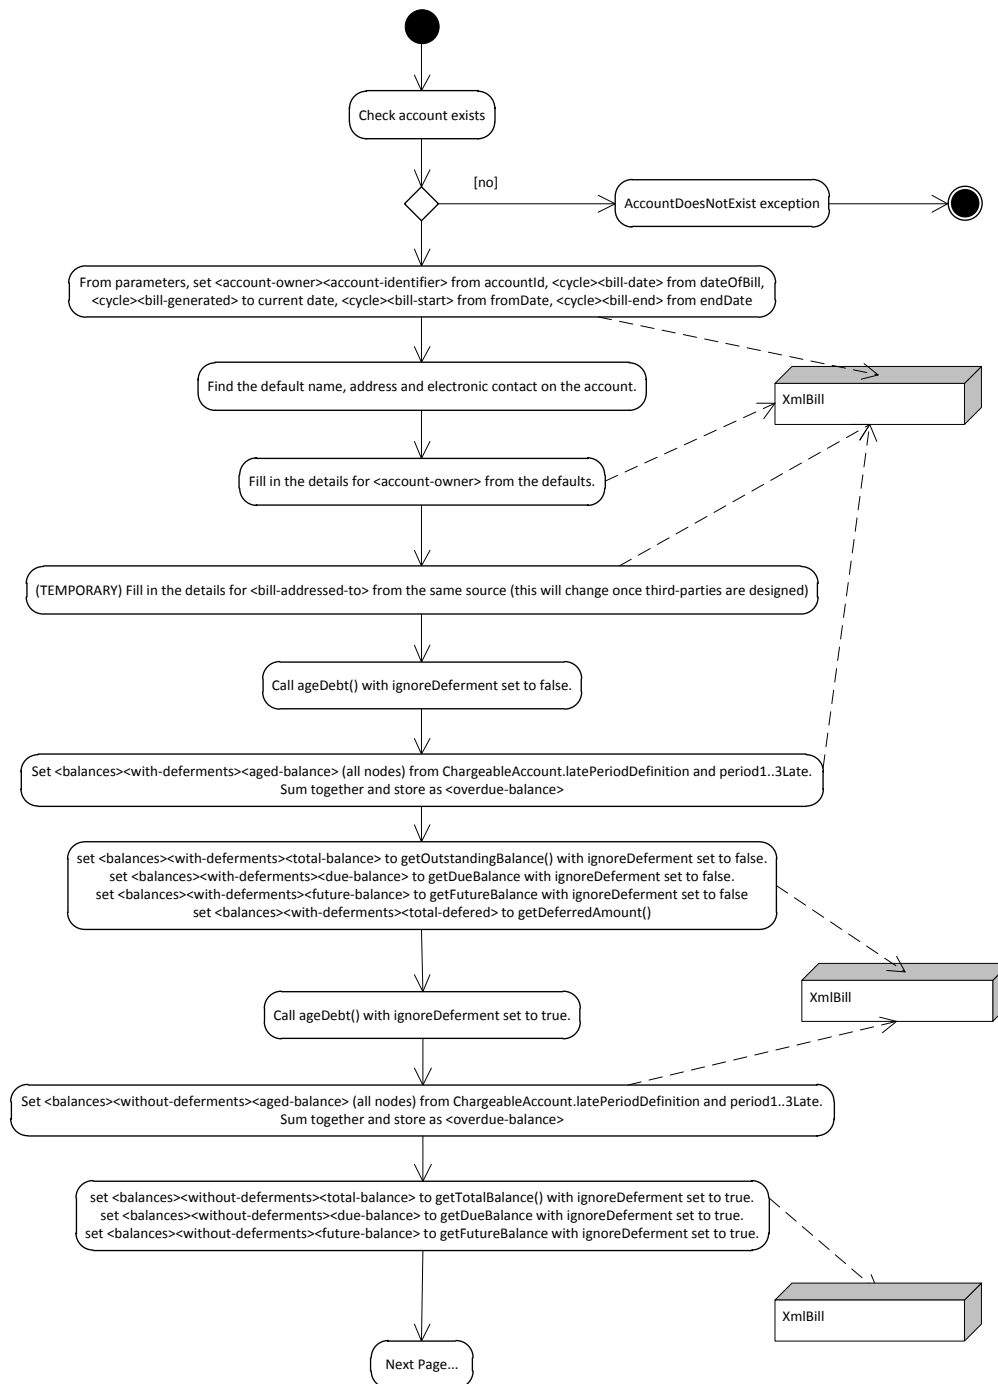 Check account exists
[no]
AccountDoesNotExist exception
From parameters, set <account-owner><account-identifier> from accountId, <cycle><bill-date> from dateOfBill,
<cycle><bill-generated> to current date, <cycle><bill-start> from fromDate, <cycle><bill-end> from endDate
Find the default name, address and electronic contact on the account.
XmlBill
Fill in the details for <account-owner> from the defaults.
(TEMPORARY) Fill in the details for <bill-addressed-to> from the same source (this will change once third-parties are designed)
Call ageDebt() with ignoreDeferment set to false.
Set <balances><with-deferments><aged-balance> (all nodes) from ChargeableAccount.latePeriodDefinition and period1..3Late.
Sum together and store as <overdue-balance>
set <balances><with-deferments><total-balance> to getOutstandingBalance() with ignoreDeferment set to false.
set <balances><with-deferments><due-balance> to getDueBalance with ignoreDeferment set to false.
set <balances><with-deferments><future-balance> to getFutureBalance with ignoreDeferment set to false
set <balances><with-deferments><total-defered> to getDeferredAmount()
XmlBill
Call ageDebt() with ignoreDeferment set to true.
Set <balances><without-deferments><aged-balance> (all nodes) from ChargeableAccount.latePeriodDefinition and period1..3Late.
Sum together and store as <overdue-balance>
set <balances><without-deferments><total-balance> to getTotalBalance() with ignoreDeferment set to true.
set <balances><without-deferments><due-balance> to getDueBalance with ignoreDeferment set to true.
set <balances><without-deferments><future-balance> to getFutureBalance with ignoreDeferment set to true.
XmlBill
Next Page...